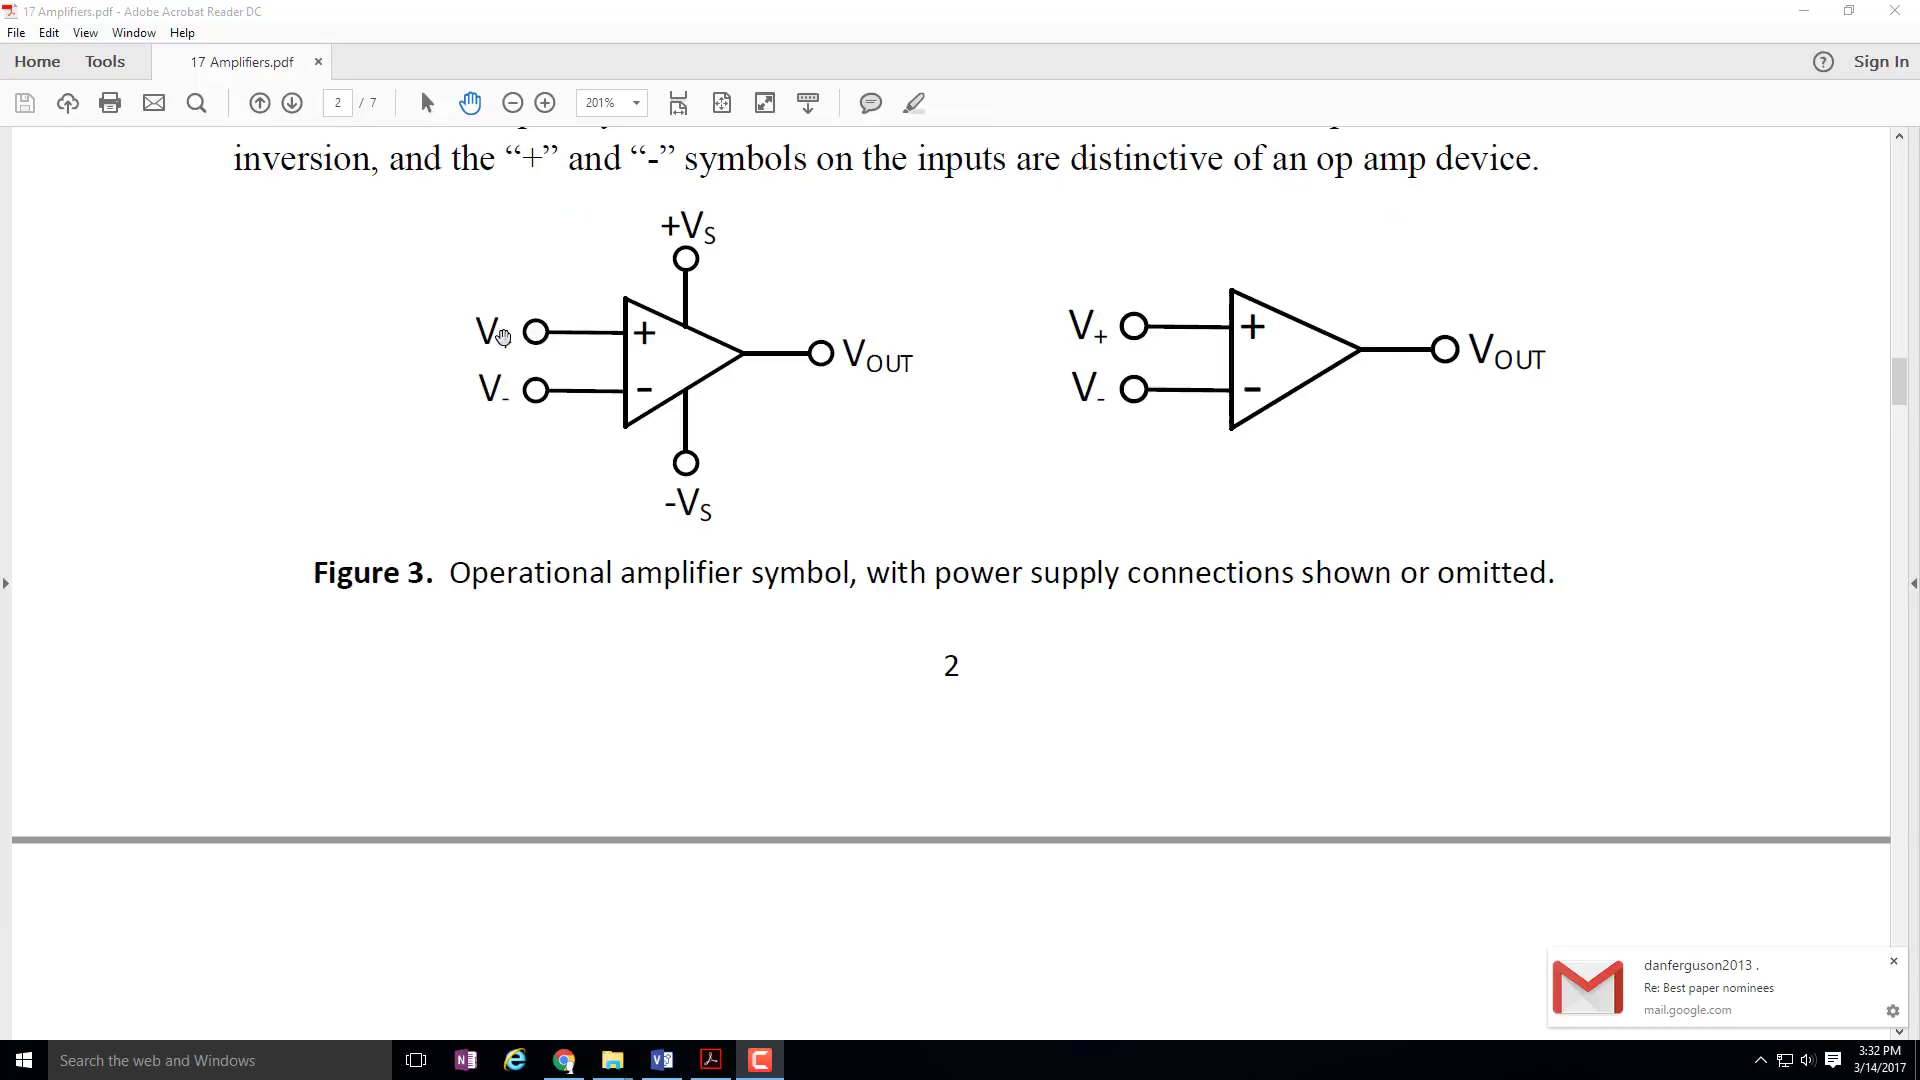 17 Amplifiers.pdf - Adobe Acrobat Reader DC
File Edit View Window Help
Home Tools 17 Amplifiers.pdf × Sign In
2 / 7 201%
inversion, and the “+” and “-” symbols on the inputs are distinctive of an op amp device.
+VS
V + VOUT
V- -
-VS
V+ + VOUT
V- -
Figure 3. Operational amplifier symbol, with power supply connections shown or omitted.
2
danferguson2013 .
Re: Best paper nominees
mail.google.com
Search the web and Windows
3:32 PM
3/14/2017